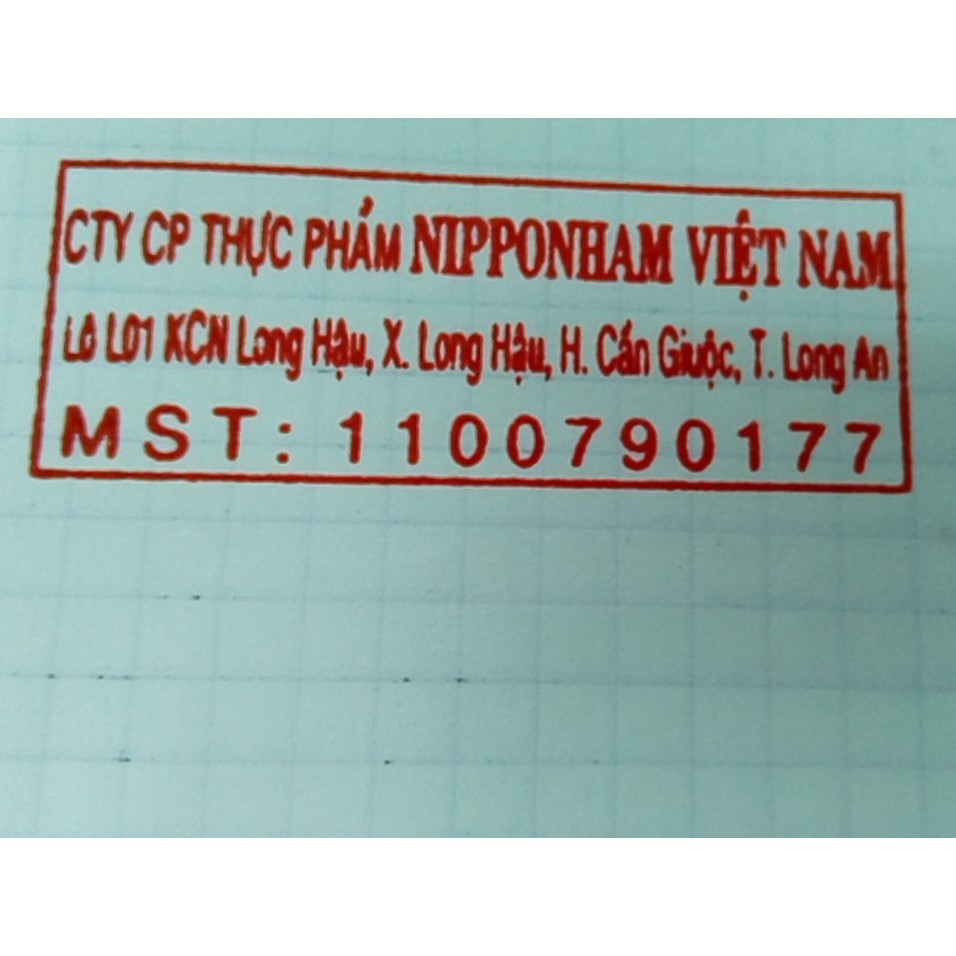 CTY CP THỰC PHẨM NIPPONHAM VIỆT NAM
Lô L01 KCN Long Hậu, X. Long Hậu, H. Cần Giuộc, T. Long An
MST: 1100790177